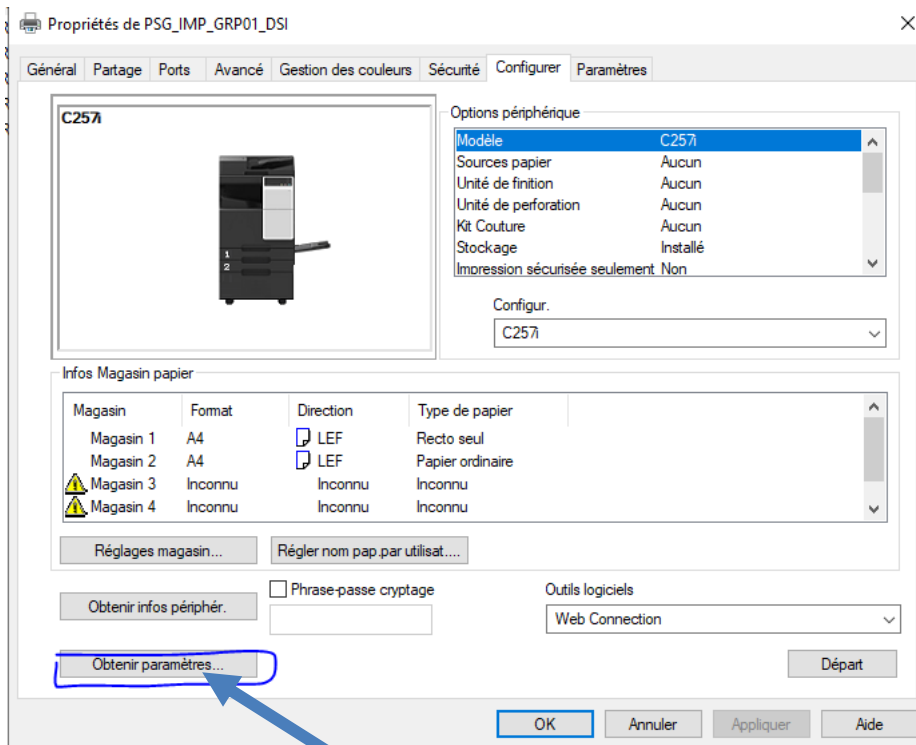 Propriétés de PSG_IMP_GRP01_DSI
Général Partage Ports Avancé Gestion des couleurs Sécurité Configurer Paramètres
C257i
1
2
Options périphérique
Modèle C257i
Sources papier Aucun
Unité de finition Aucun
Unité de perforation Aucun
Kit Couture Aucun
Stockage Installé
Impression sécurisée seulement Non
Configur.
C257i
Infos Magasin papier
Magasin Format Direction Type de papier
Magasin 1 A4 LEF Recto seul
Magasin 2 A4 LEF Papier ordinaire
Magasin 3 Inconnu Inconnu Inconnu
Magasin 4 Inconnu Inconnu Inconnu
Réglages magasin... Régler nom pap.par utilisat....
Obtenir infos périphér.
Phrase-passe cryptage
Outils logiciels
Web Connection
Obtenir paramètres...
Départ
OK Annuler Appliquer Aide